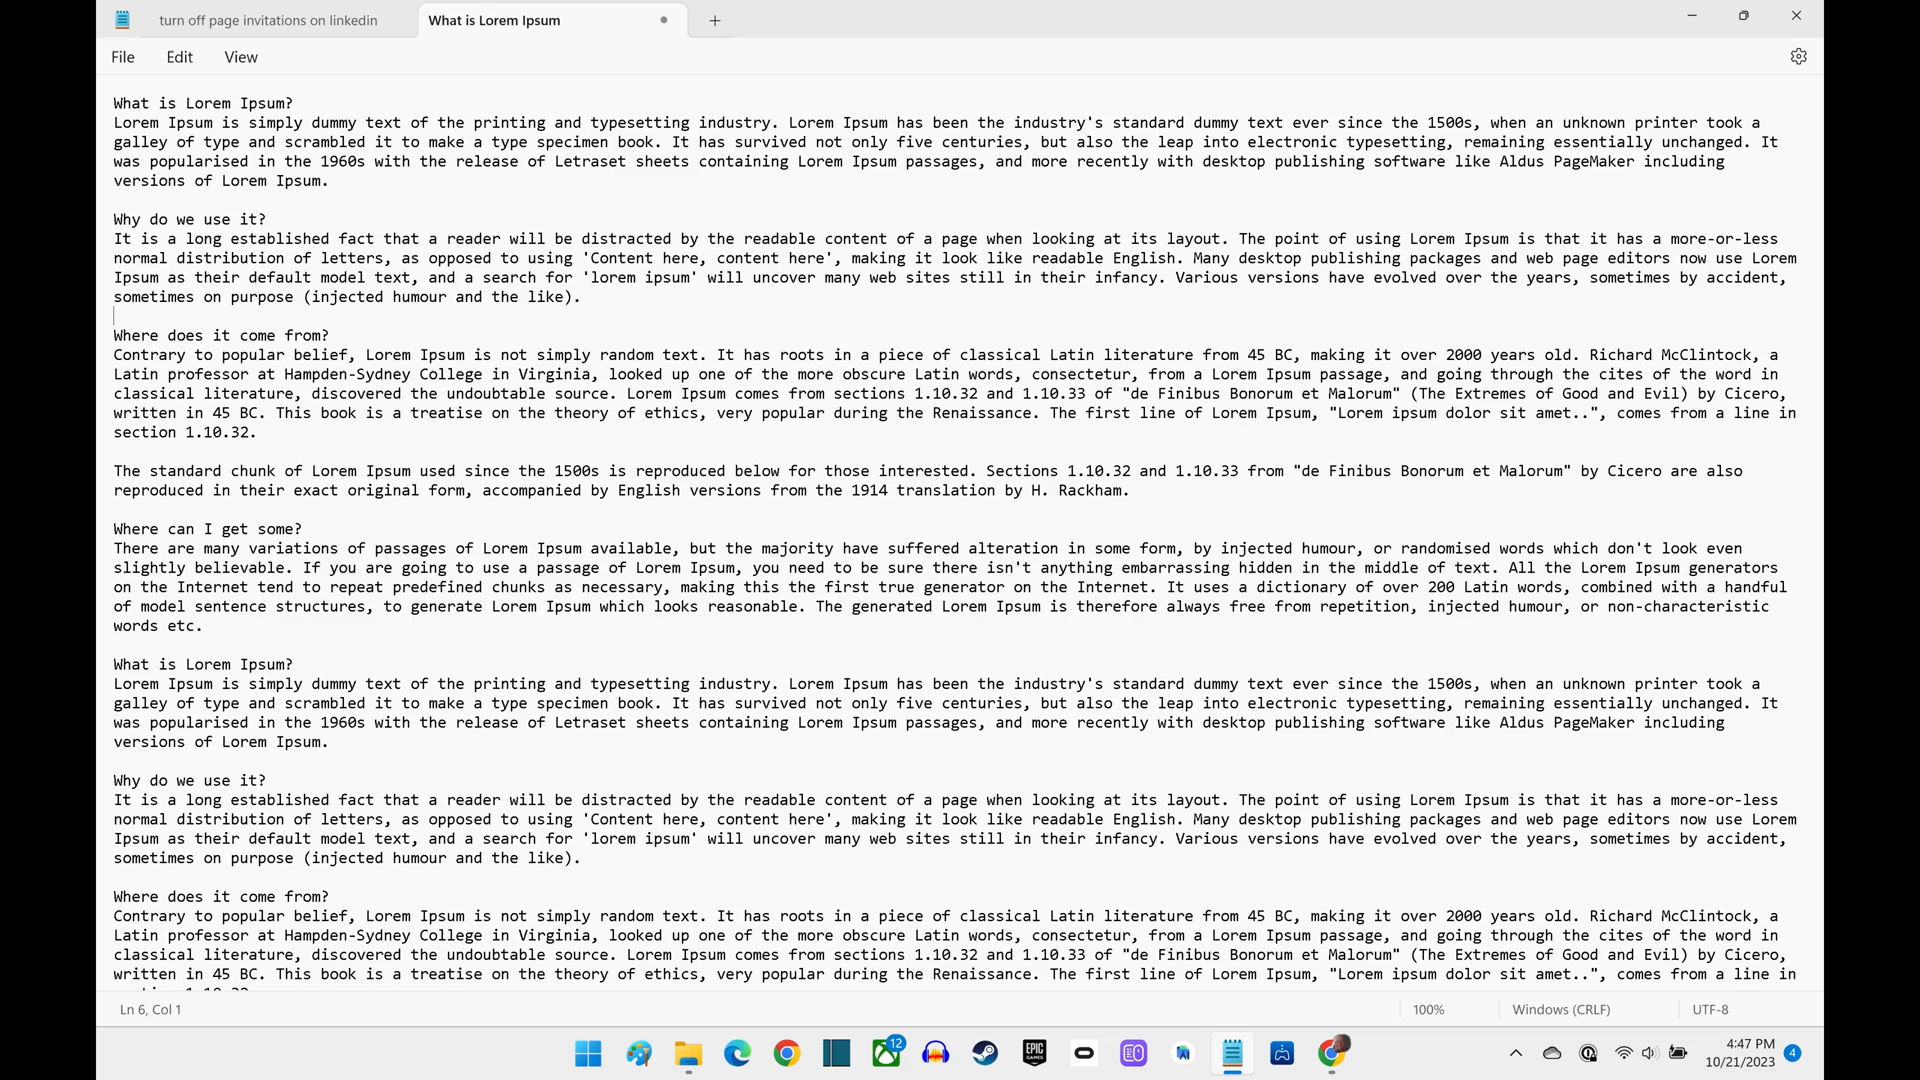 turn off page invitations on linkedin
What is Lorem Ipsum
File
Edit
View
What is Lorem Ipsum?
Lorem Ipsum is simply dummy text of the printing and typesetting industry. Lorem Ipsum has been the industry's standard dummy text ever since the 1500s, when an unknown printer took a
galley of type and scrambled it to make a type specimen book. It has survived not only five centuries, but also the leap into electronic typesetting, remaining essentially unchanged. It
was popularised in the 1960s with the release of Letraset sheets containing Lorem Ipsum passages, and more recently with desktop publishing software like Aldus PageMaker including
versions of Lorem Ipsum.
Why do we use it?
It is a long established fact that a reader will be distracted by the readable content of a page when looking at its layout. The point of using Lorem Ipsum is that it has a more-or-less
normal distribution of letters, as opposed to using 'Content here, content here', making it look like readable English. Many desktop publishing packages and web page editors now use Lorem
Ipsum as their default model text, and a search for 'lorem ipsum' will uncover many web sites still in their infancy. Various versions have evolved over the years, sometimes by accident,
sometimes on purpose (injected humour and the like).
Where does it come from?
Contrary to popular belief, Lorem Ipsum is not simply random text. It has roots in a piece of classical Latin literature from 45 BC, making it over 2000 years old. Richard McClintock, a
Latin professor at Hampden-Sydney College in Virginia, looked up one of the more obscure Latin words, consectetur, from a Lorem Ipsum passage, and going through the cites of the word in
classical literature, discovered the undoubtable source. Lorem Ipsum comes from sections 1.10.32 and 1.10.33 of "de Finibus Bonorum et Malorum" (The Extremes of Good and Evil) by Cicero,
written in 45 BC. This book is a treatise on the theory of ethics, very popular during the Renaissance. The first line of Lorem Ipsum, "Lorem ipsum dolor sit amet..", comes from a line in
section 1.10.32.
The standard chunk of Lorem Ipsum used since the 1500s is reproduced below for those interested. Sections 1.10.32 and 1.10.33 from "de Finibus Bonorum et Malorum" by Cicero are also
reproduced in their exact original form, accompanied by English versions from the 1914 translation by H. Rackham.
Where can I get some?
There are many variations of passages of Lorem Ipsum available, but the majority have suffered alteration in some form, by injected humour, or randomised words which don't look even
slightly believable. If you are going to use a passage of Lorem Ipsum, you need to be sure there isn't anything embarrassing hidden in the middle of text. All the Lorem Ipsum generators
on the Internet tend to repeat predefined chunks as necessary, making this the first true generator on the Internet. It uses a dictionary of over 200 Latin words, combined with a handful
of model sentence structures, to generate Lorem Ipsum which looks reasonable. The generated Lorem Ipsum is therefore always free from repetition, injected humour, or non-characteristic
words etc.
What is Lorem Ipsum?
Lorem Ipsum is simply dummy text of the printing and typesetting industry. Lorem Ipsum has been the industry's standard dummy text ever since the 1500s, when an unknown printer took a
galley of type and scrambled it to make a type specimen book. It has survived not only five centuries, but also the leap into electronic typesetting, remaining essentially unchanged. It
was popularised in the 1960s with the release of Letraset sheets containing Lorem Ipsum passages, and more recently with desktop publishing software like Aldus PageMaker including
versions of Lorem Ipsum.
Why do we use it?
It is a long established fact that a reader will be distracted by the readable content of a page when looking at its layout. The point of using Lorem Ipsum is that it has a more-or-less
normal distribution of letters, as opposed to using 'Content here, content here', making it look like readable English. Many desktop publishing packages and web page editors now use Lorem
Ipsum as their default model text, and a search for 'lorem ipsum' will uncover many web sites still in their infancy. Various versions have evolved over the years, sometimes by accident,
sometimes on purpose (injected humour and the like).
Where does it come from?
Contrary to popular belief, Lorem Ipsum is not simply random text. It has roots in a piece of classical Latin literature from 45 BC, making it over 2000 years old. Richard McClintock, a
Latin professor at Hampden-Sydney College in Virginia, looked up one of the more obscure Latin words, consectetur, from a Lorem Ipsum passage, and going through the cites of the word in
classical literature, discovered the undoubtable source. Lorem Ipsum comes from sections 1.10.32 and 1.10.33 of "de Finibus Bonorum et Malorum" (The Extremes of Good and Evil) by Cicero,
written in 45 BC. This book is a treatise on the theory of ethics, very popular during the Renaissance. The first line of Lorem Ipsum, "Lorem ipsum dolor sit amet..", comes from a line in
Ln 6, Col 1
100%
Windows (CRLF)
UTF-8
12
EPIC
GAMES
4:47 PM
10/21/2023
4